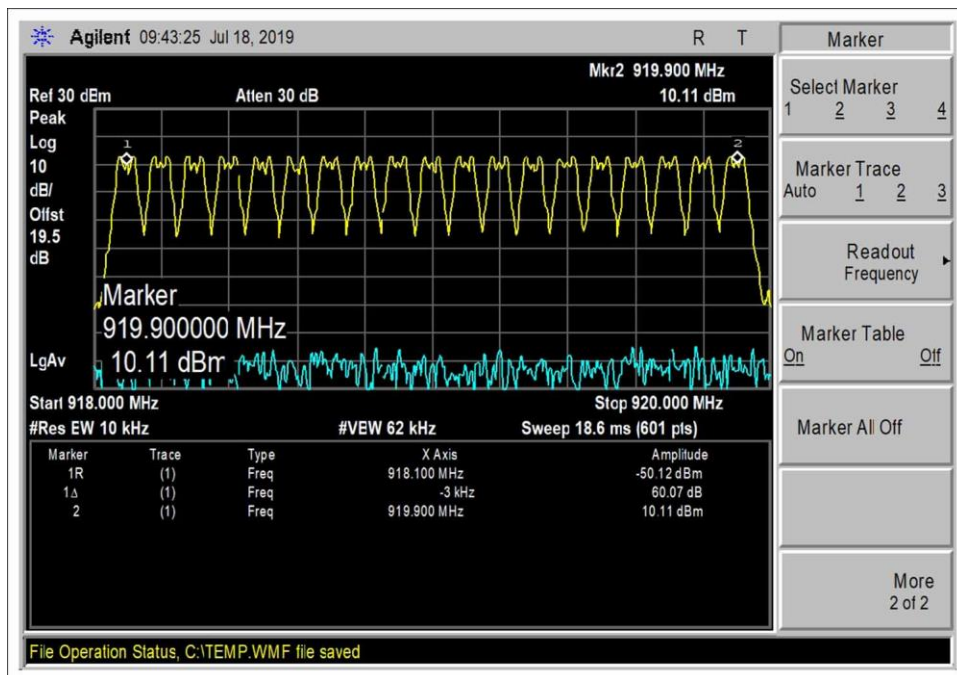 Agilent 09:43:25 Jul 18, 2019 R T
Mkr2 919.900 MHz
Ref 30 dBm Atten 30 dB 10.11 dBm
Peak
Log
10
dB/
Offst
19.5
dB
1
2
Marker
919.900000 MHz
10.11 dBm
LgAv
Start 918.000 MHz Stop 920.000 MHz
#Res EW 10 kHz #VEW 62 kHz Sweep 18.6 ms (601 pts)
Marker Trace Type X Axis Amplitude
1R (1) Freq 918.100 MHz -50.12 dBm
1Δ (1) Freq -3 kHz 60.07 dB
2 (1) Freq 919.900 MHz 10.11 dBm
File Operation Status, C:\TEMP.WMF file saved
Marker
Select Marker
1 2 3 4
Marker Trace
Auto 1 2 3
Readout
Frequency
Marker Table
On Off
Marker All Off
More
2 of 2